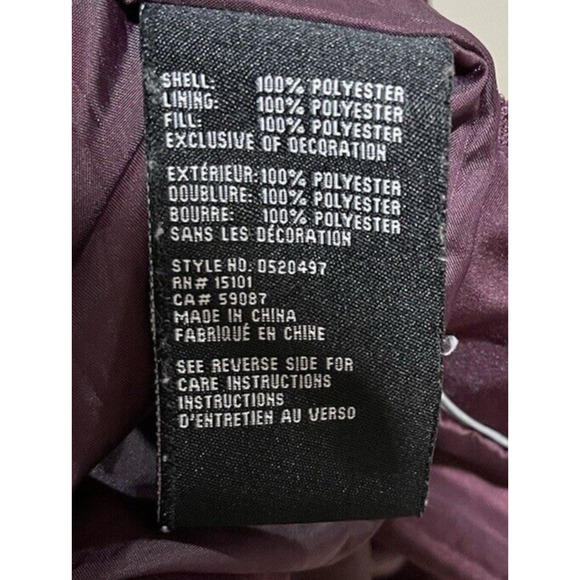 SHELL: 100% POLYESTER
LINING: 100% POLYESTER
FILL: 100% POLYESTER
EXCLUSIVE OF DECORATION
EXTÉRIEUR: 100% POLYESTER
DOUBLURE: 100% POLYESTER
BOURRE: 100% POLYESTER
SANS LES DÉCORATION
STYLE NO. D520497
RN# 15101
CA# 59087
MADE IN CHINA
FABRIQUÉ EN CHINE
SEE REVERSE SIDE FOR
CARE INSTRUCTIONS
INSTRUCTIONS
D'ENTRETIEN AU VERSO